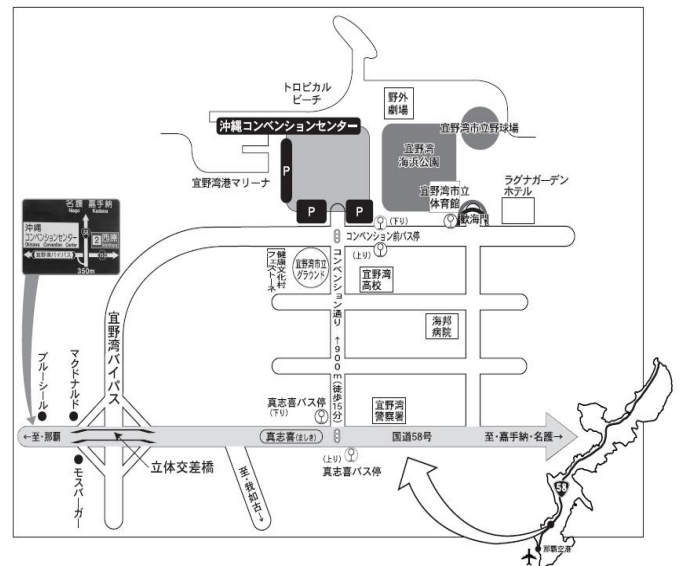 トロピカル
ビーチ
野外
劇場
沖縄コンベンションセンター
宜野湾市立野球場
宜野湾
海浜公園
P
宜野湾港マリーナ
宜野湾市立
体育館
ラグナガーデン
ホテル
歓海門
P
P
(下り)
コンベンション前バス停
(上り)
名護 嘉手納
Nago Kadena
58
沖縄
コンベンションセンター
Okinawa Convention Center
2 西原
宜野湾バイパス
350m
健康文化村
フェストーネ
宜野湾市立
グラウンド
コンベンション通り
↑900m(徒歩15分)
宜野湾
高校
海邦
病院
宜野湾バイパス
ブルーシール
マクドナルド
真志喜バス停
(下り)
宜野湾
警察署
←至・那覇
真志喜(ましき)
国道58号
至・嘉手納・名護→
立体交差橋
モスバーガー
至・我如古→
(上り)
真志喜バス停
58
那覇空港